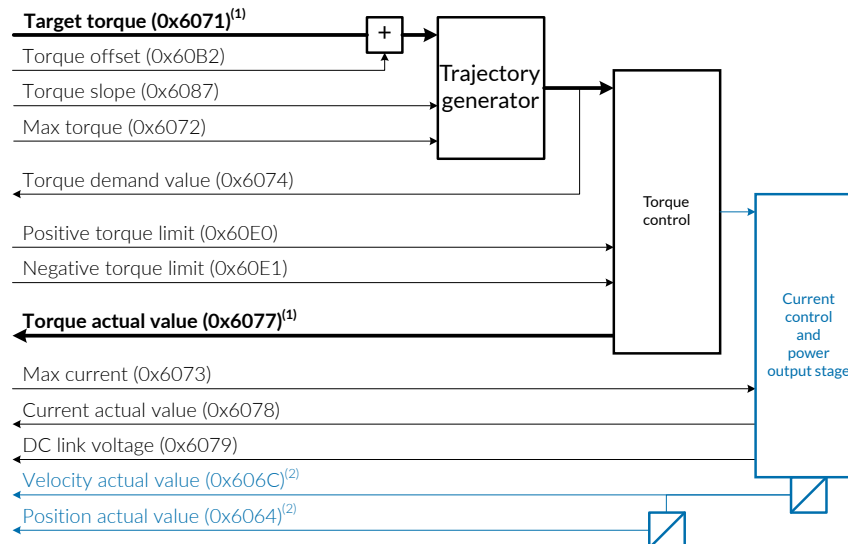 Target torque (0x6071)(1)
+
Torque offset (0x60B2)
Torque slope (0x6087)
Max torque (0x6072)
Trajectory
generator
Torque demand value (0x6074)
Torque
control
Positive torque limit (0x60E0)
Negative torque limit (0x60E1)
Torque actual value (0x6077)(1)
Current
control
and
power
output stage
Max current (0x6073)
Current actual value (0x6078)
DC link voltage (0x6079)
Velocity actual value (0x606C)(2)
Position actual value (0x6064)(2)